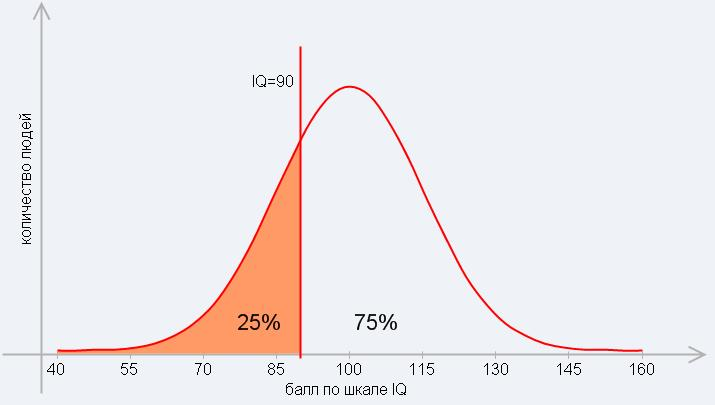 IQ=90
количество людей
25%
75%
40 55 70 85 100 115 130 145 160
балл по шкале IQ